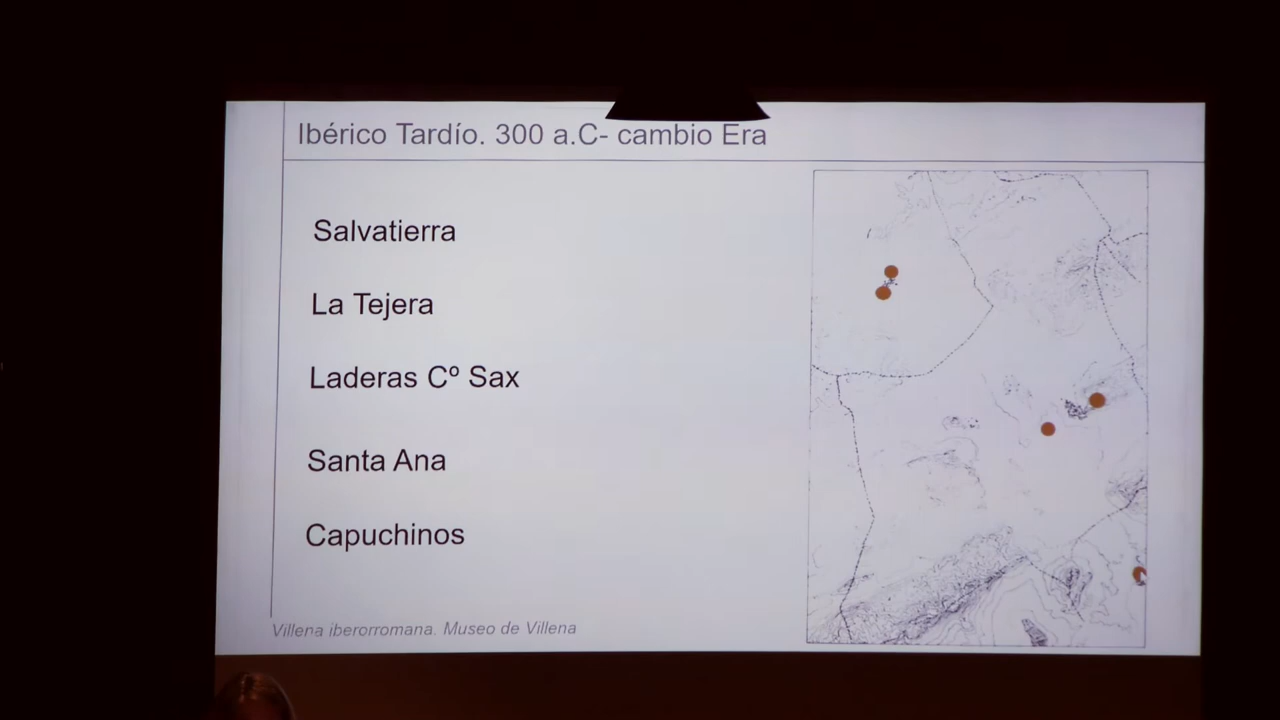 Ibérico Tardío. 300 a.C- cambio Era
Salvatierra
La Tejera
Laderas Cº Sax
Santa Ana
Capuchinos
Villena iberorromana. Museo de Villena